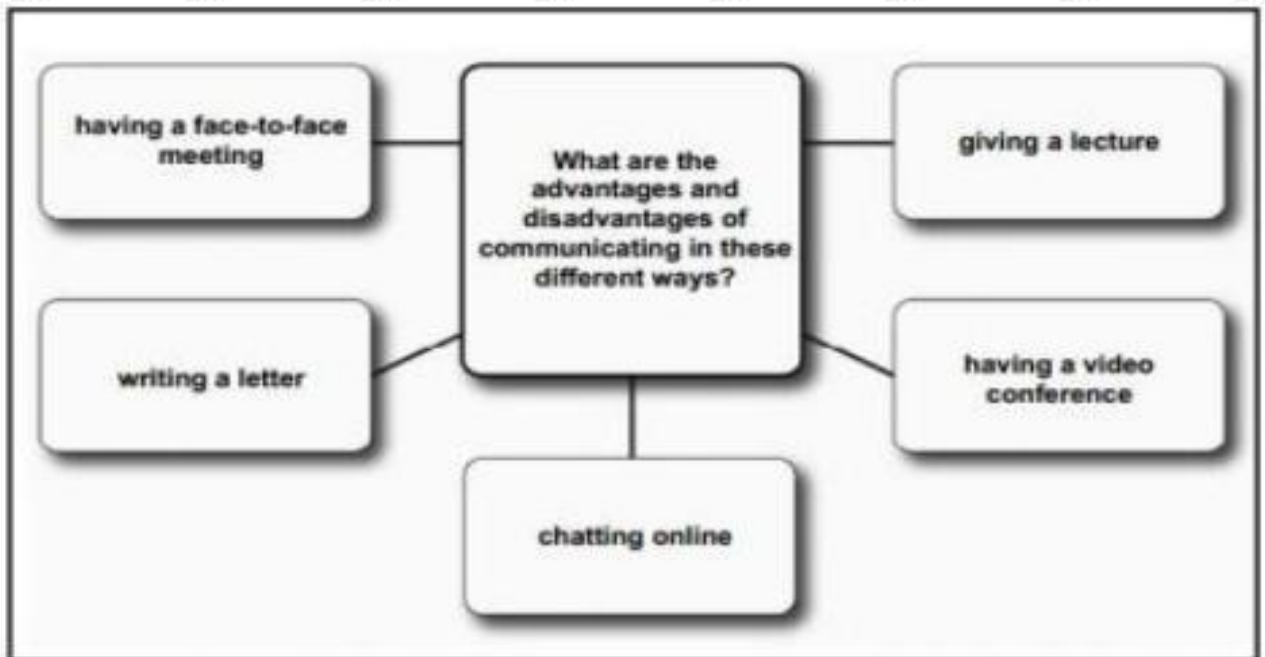 having a face-to-face
meeting
What are the
advantages and
disadvantages of
communicating in these
different ways?
giving a lecture
writing a letter
having a video
conference
chatting online